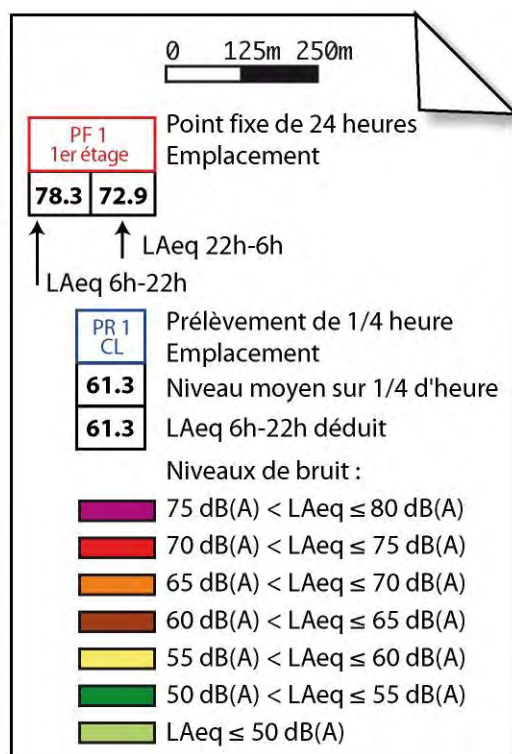 0 125m 250m
PF 1
1er étage
Point fixe de 24 heures
Emplacement
78.3 72.9
LAeq 22h-6h
LAeq 6h-22h
PR 1
CL
Prélèvement de 1/4 heure
Emplacement
61.3 Niveau moyen sur 1/4 d'heure
61.3 LAeq 6h-22h déduit
Niveaux de bruit :
75 dB(A) < LAeq ≤ 80 dB(A)
70 dB(A) < LAeq ≤ 75 dB(A)
65 dB(A) < LAeq ≤ 70 dB(A)
60 dB(A) < LAeq ≤ 65 dB(A)
55 dB(A) < LAeq ≤ 60 dB(A)
50 dB(A) < LAeq ≤ 55 dB(A)
LAeq ≤ 50 dB(A)